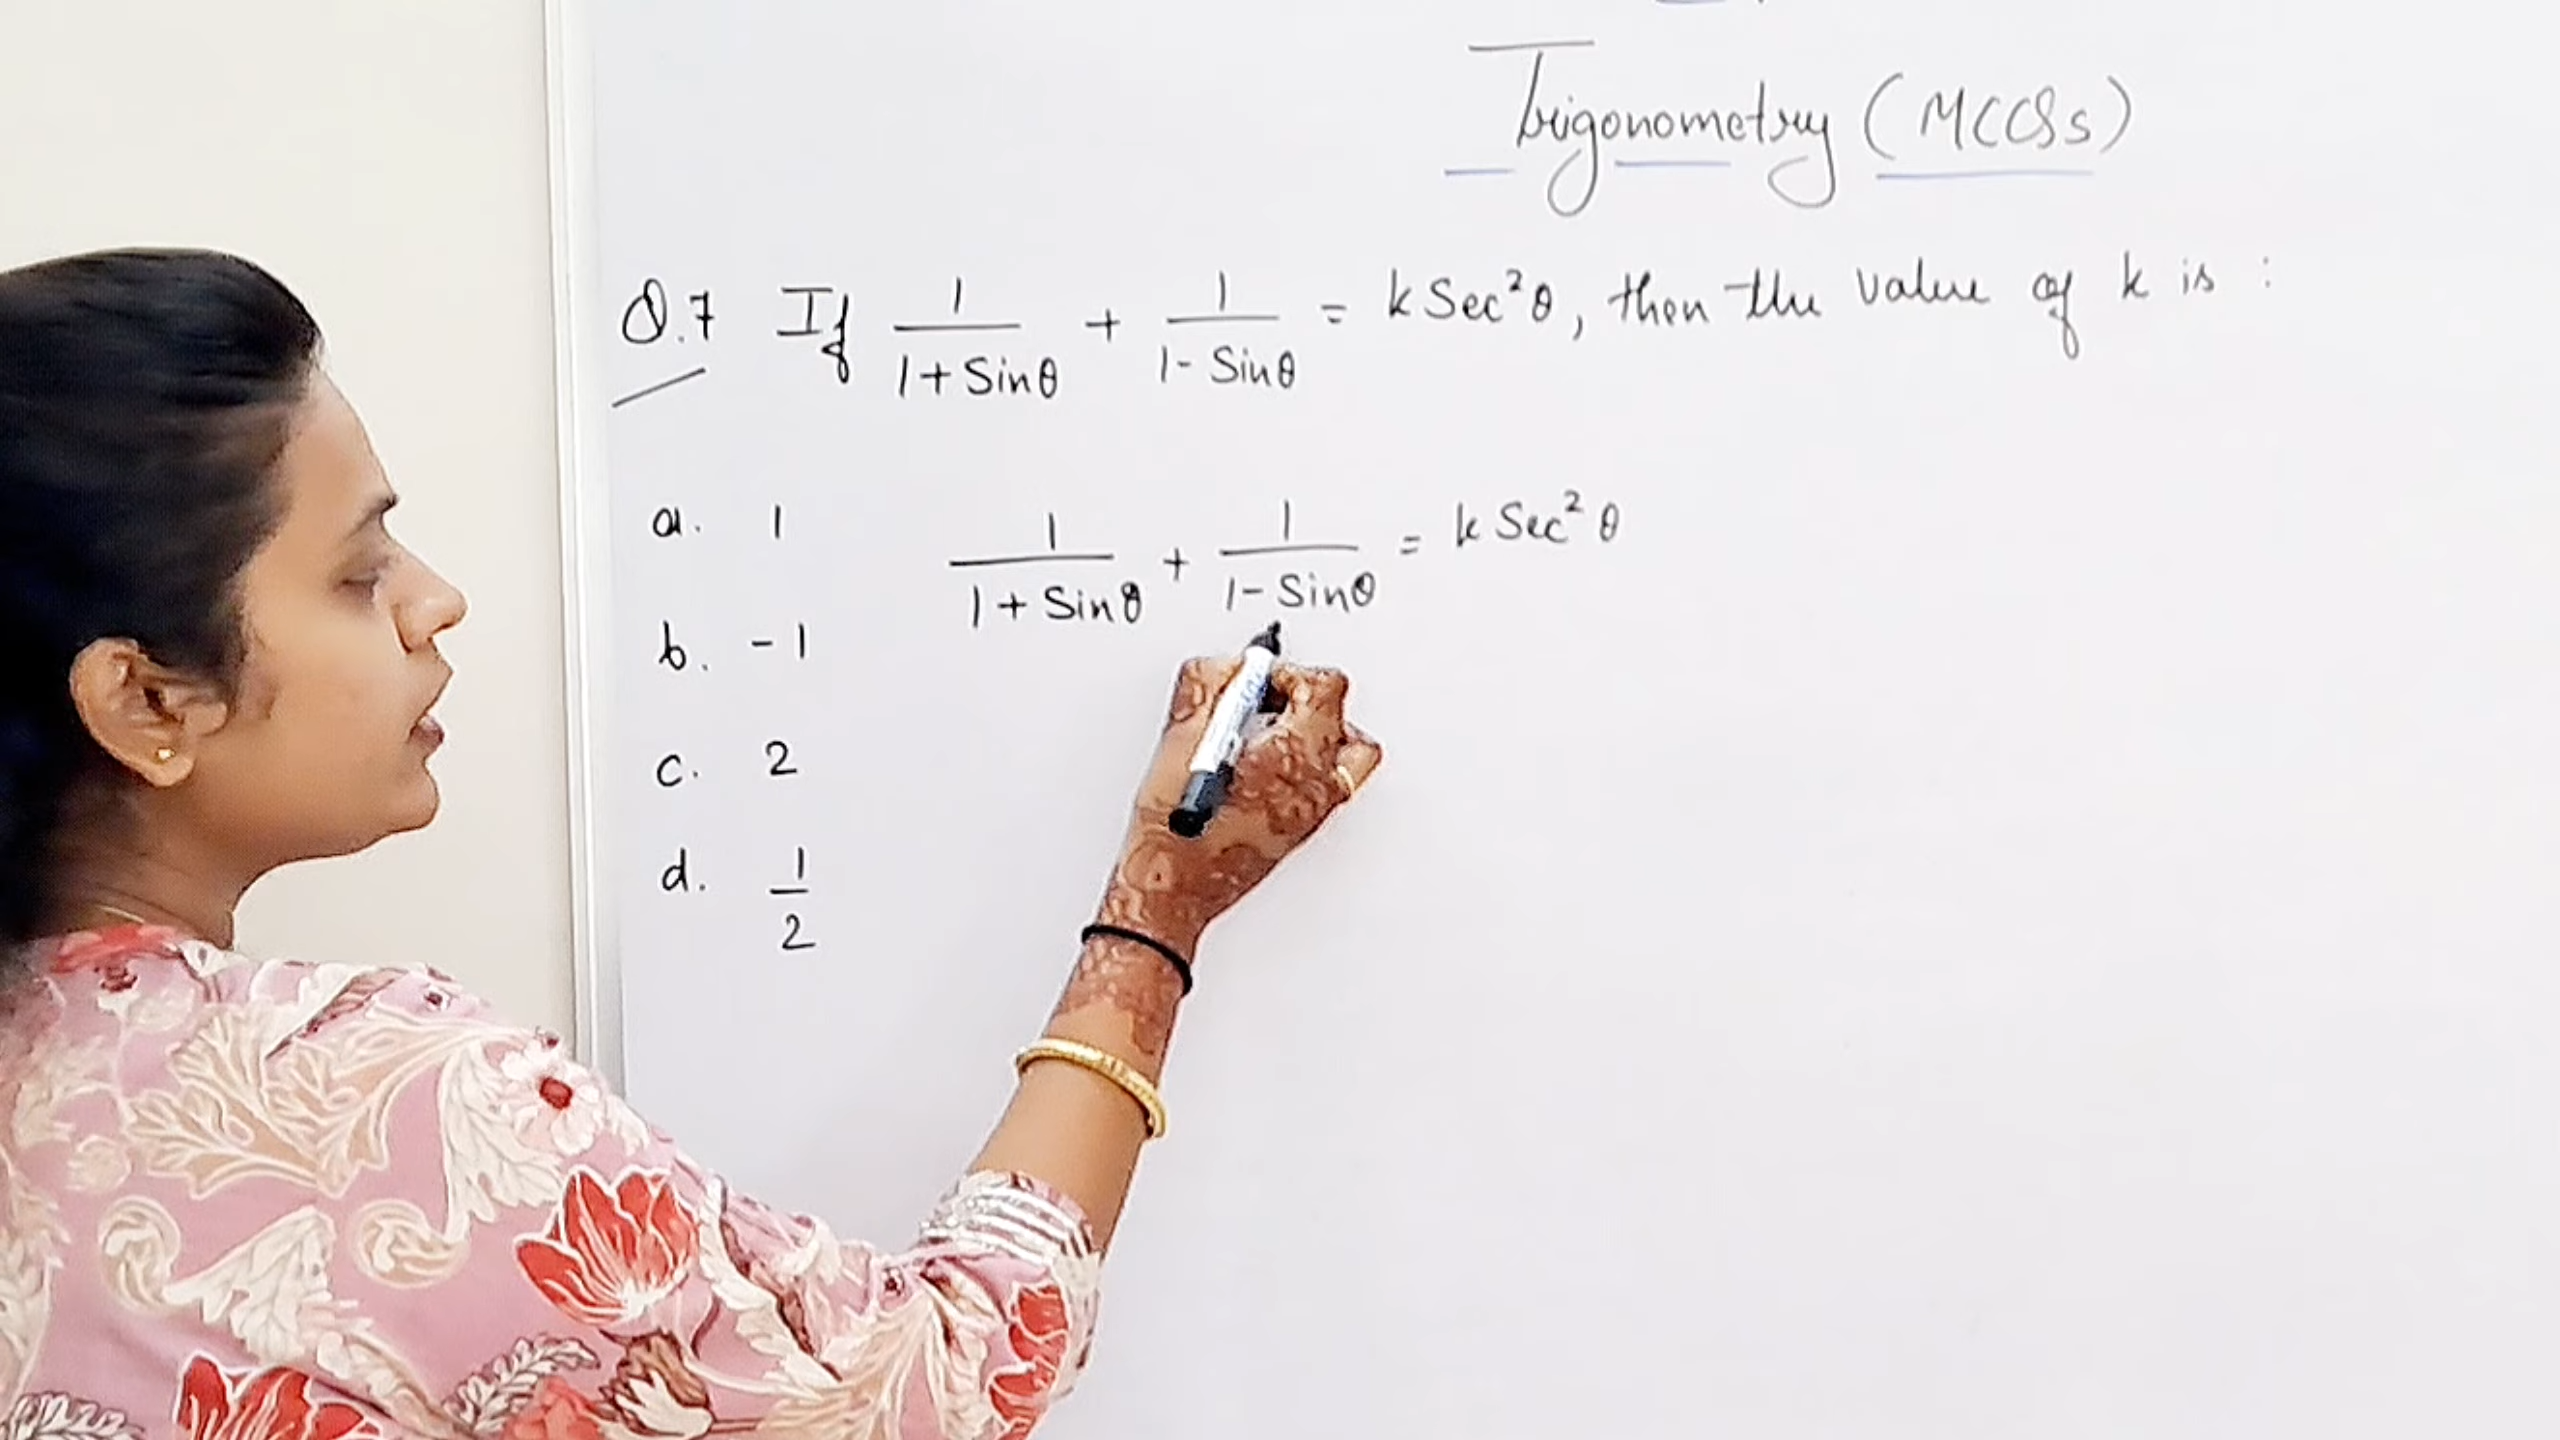 Trigonometry (MCQs)
Q.7 If 1/(1+Sinθ) + 1/(1-Sinθ) = k Sec²θ, then the value of k is :
a. 1
1/(1+Sinθ) + 1/(1-Sinθ) = k Sec²θ
b. -1
c. 2
d. 1/2